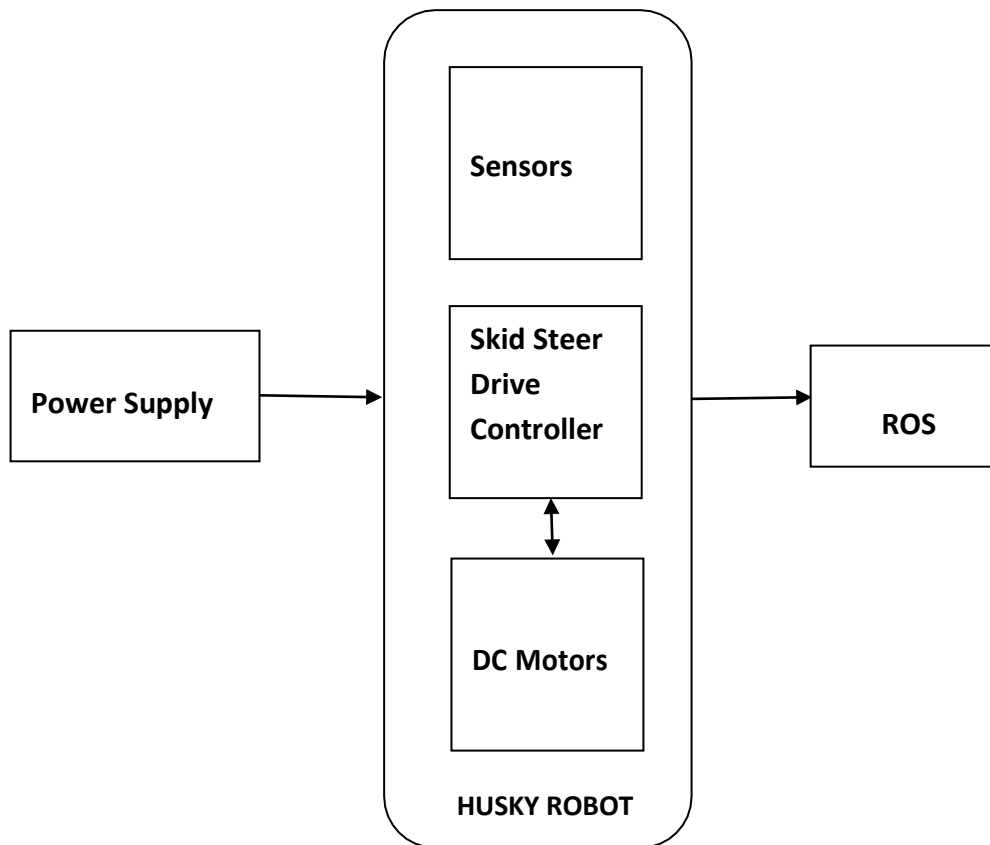 Sensors
Skid Steer
Drive
Controller
Power Supply
ROS
DC Motors
HUSKY ROBOT